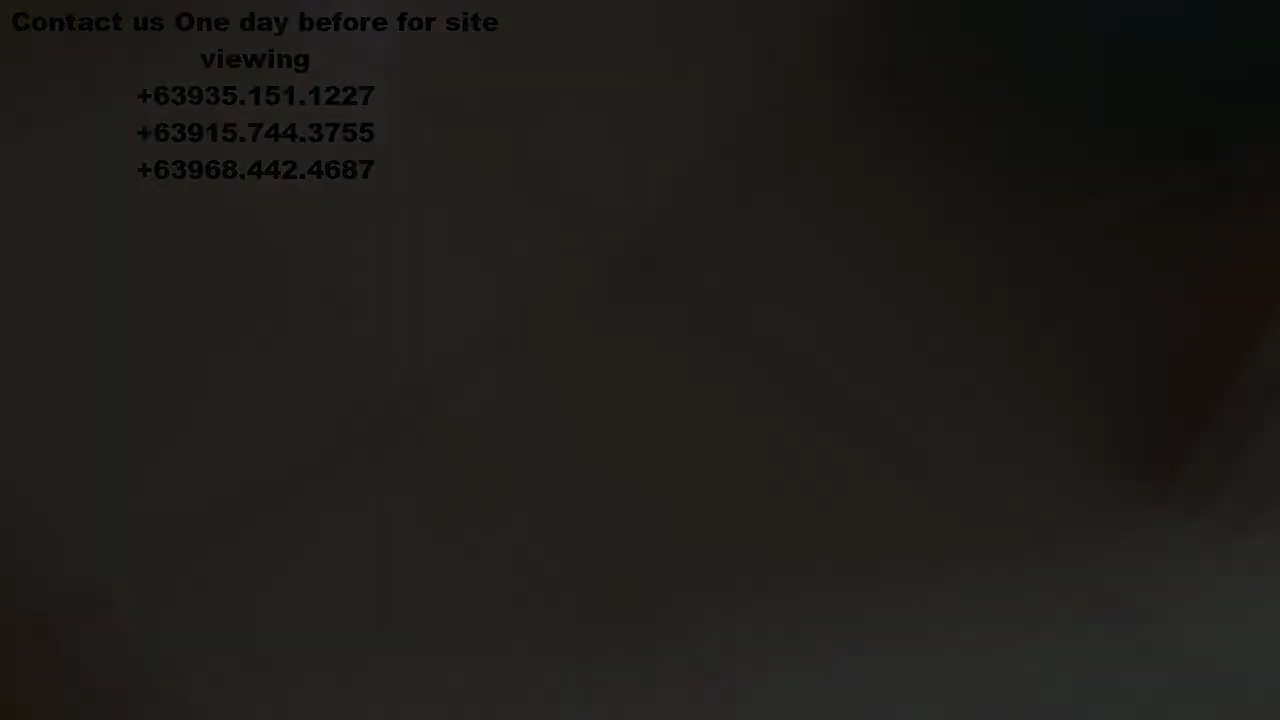 Contact us One day before for site
viewing
+63935.151.1227
+63915.744.3755
+63968.442.4687